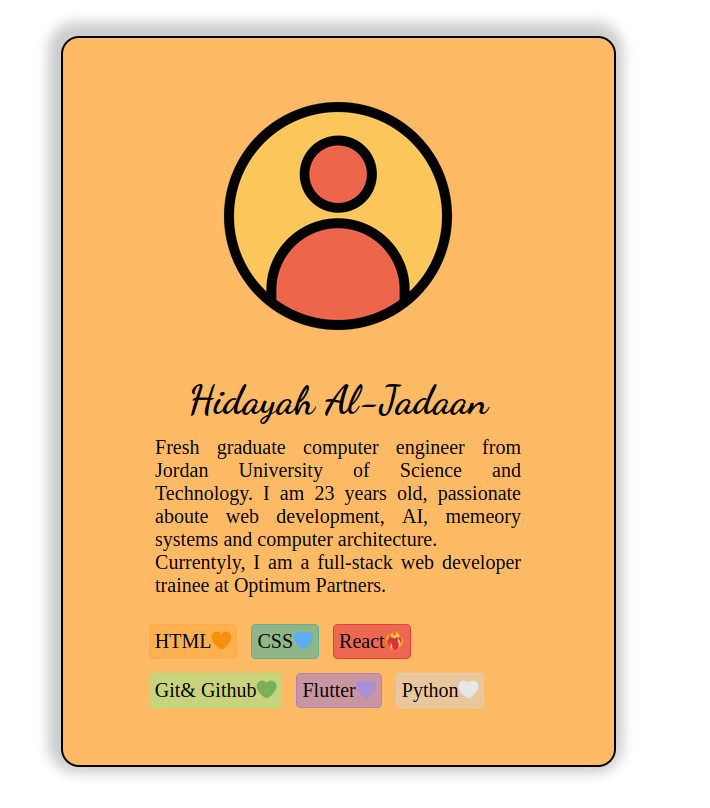 Hidayah Al-Jadaan
Fresh graduate computer engineer from
Jordan University of Science and
Technology. I am 23 years old, passionate
aboute web development, AI, memeory
systems and computer architecture.
Currentyly, I am a full-stack web developer
trainee at Optimum Partners.
HTML🧡 CSS💙 React❤️‍🔥
Git& Github💚 Flutter💜 Python🤍